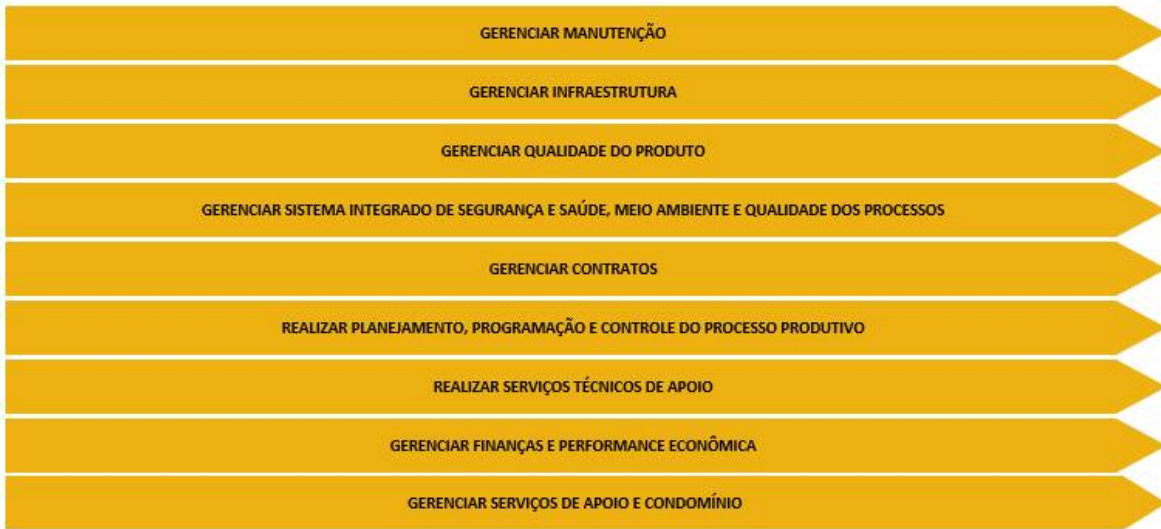 GERENCIAR MANUTENÇÃO
GERENCIAR INFRAESTRUTURA
GERENCIAR QUALIDADE DO PRODUTO
GERENCIAR SISTEMA INTEGRADO DE SEGURANÇA E SAÚDE, MEIO AMBIENTE E QUALIDADE DOS PROCESSOS
GERENCIAR CONTRATOS
REALIZAR PLANEJAMENTO, PROGRAMAÇÃO E CONTROLE DO PROCESSO PRODUTIVO
REALIZAR SERVIÇOS TÉCNICOS DE APOIO
GERENCIAR FINANÇAS E PERFORMANCE ECONÔMICA
GERENCIAR SERVIÇOS DE APOIO E CONDOMÍNIO